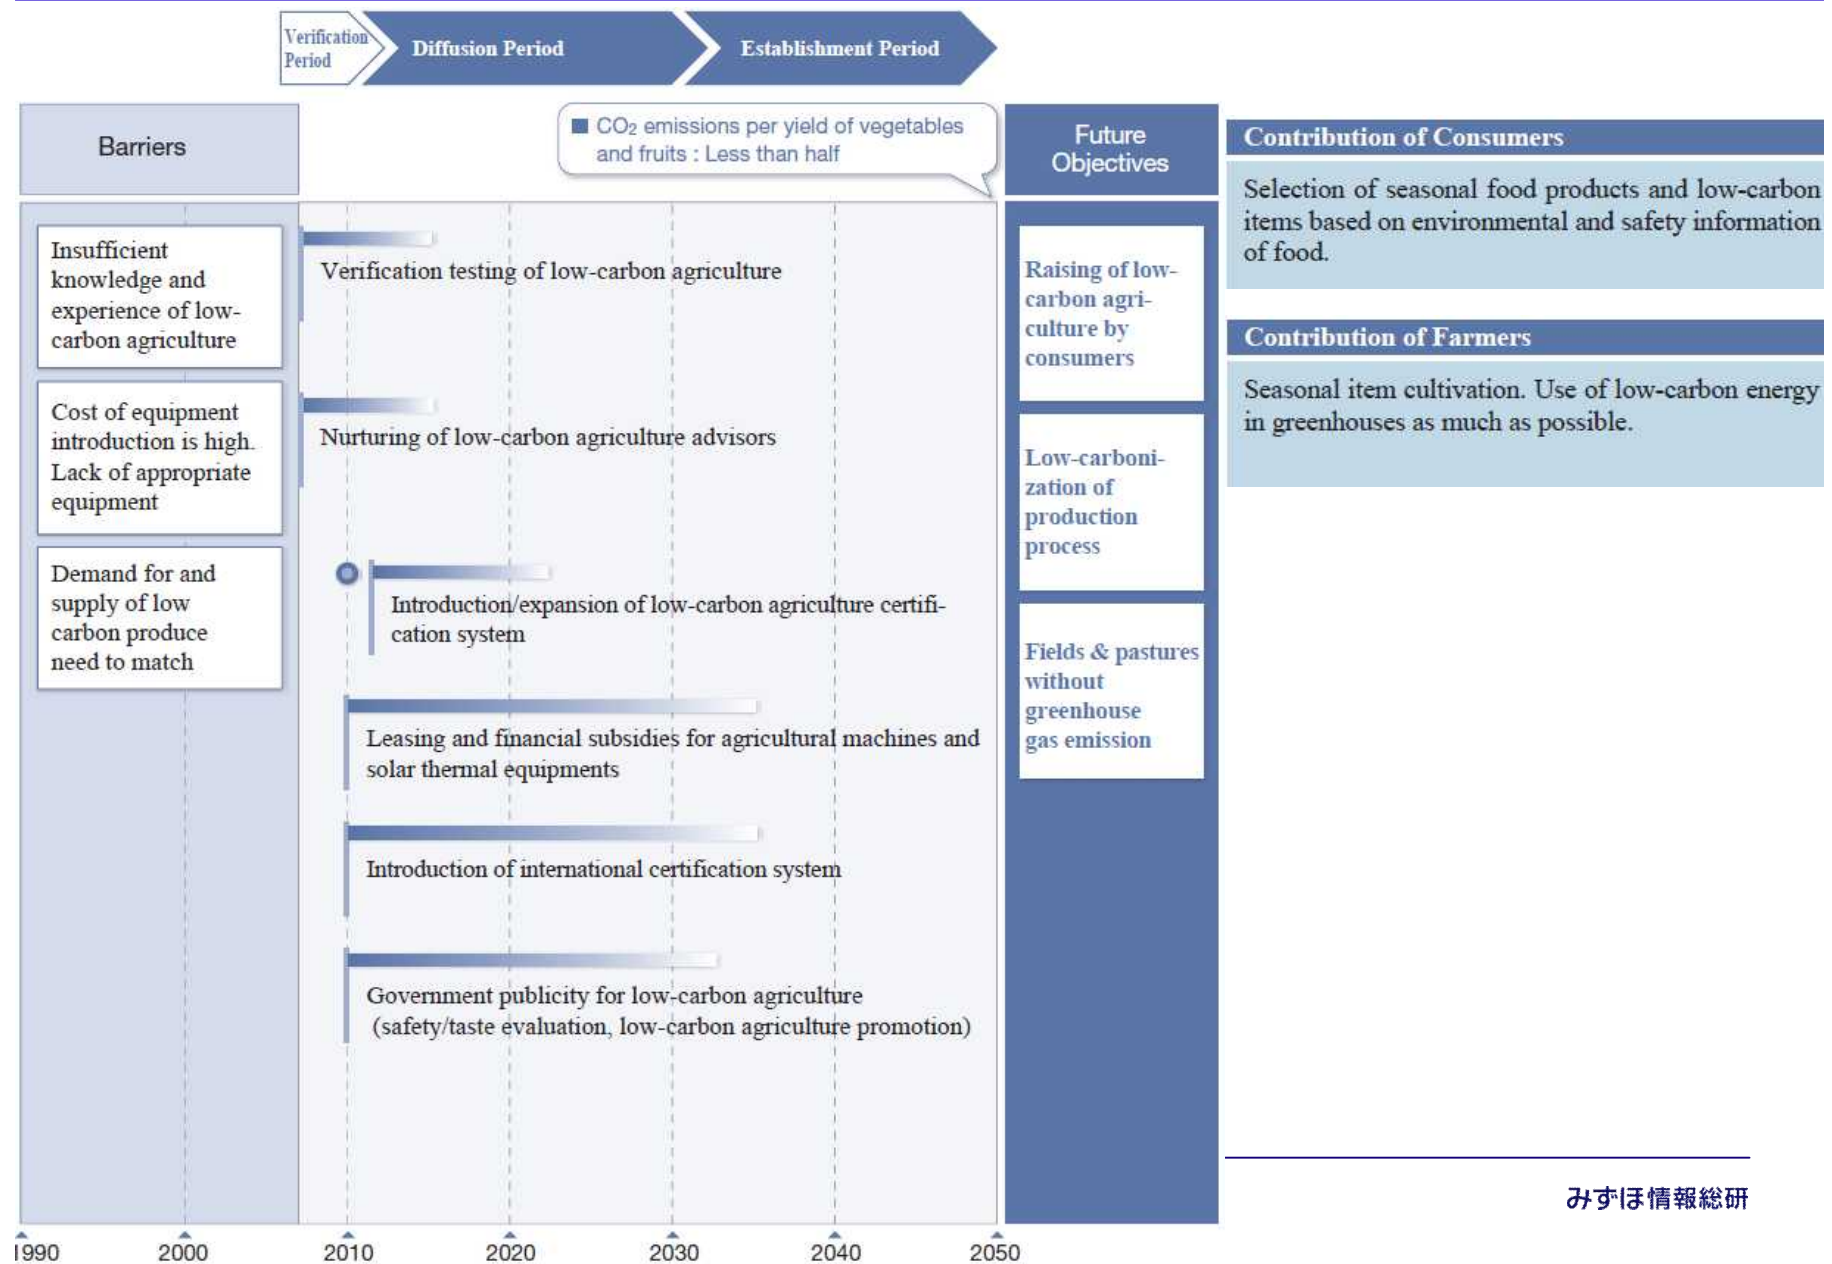 Verification
Period
Diffusion Period
Establishment Period
Barriers
■ CO₂ emissions per yield of vegetables
and fruits : Less than half
Future
Objectives
Insufficient
knowledge and
experience of low-
carbon agriculture
Cost of equipment
introduction is high.
Lack of appropriate
equipment
Demand for and
supply of low
carbon produce
need to match
Verification testing of low-carbon agriculture
Nurturing of low-carbon agriculture advisors
Introduction/expansion of low-carbon agriculture certifi-
cation system
Leasing and financial subsidies for agricultural machines and
solar thermal equipments
Introduction of international certification system
Government publicity for low-carbon agriculture
(safety/taste evaluation, low-carbon agriculture promotion)
Raising of low-
carbon agri-
culture by
consumers
Low-carboni-
zation of
production
process
Fields & pastures
without
greenhouse
gas emission
Contribution of Consumers
Selection of seasonal food products and low-carbon
items based on environmental and safety information
of food.
Contribution of Farmers
Seasonal item cultivation. Use of low-carbon energy
in greenhouses as much as possible.
みずほ情報総研
1990 2000 2010 2020 2030 2040 2050